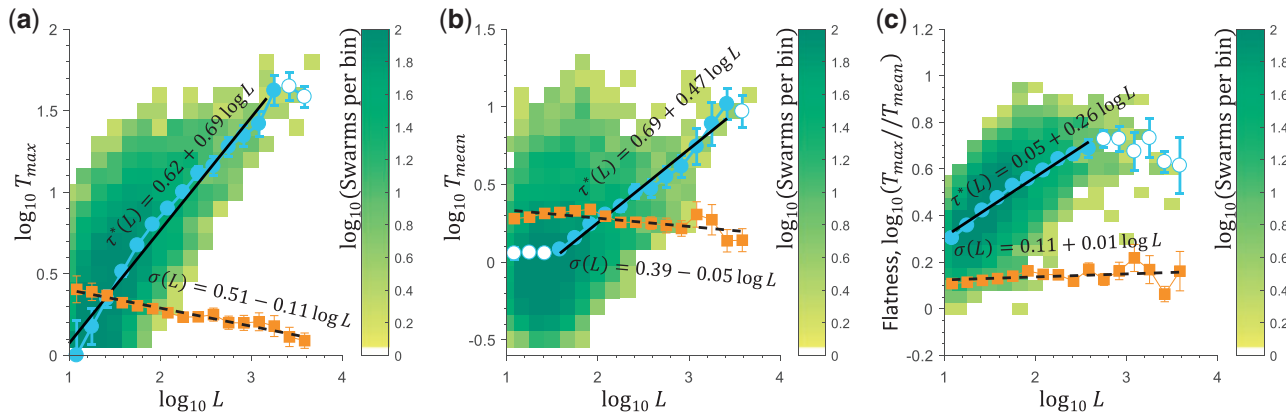 (a)
log₁₀ T_max
2
1.5
1
0.5
0
τ*(L) = 0.62 + 0.69 log L
σ(L) = 0.51 − 0.11 log L
1 2 3 4
log₁₀ L
log₁₀(Swarms per bin)
2
1.8
1.6
1.4
1.2
1
0.8
0.6
0.4
0.2
0
(b)
log₁₀ T_mean
1.5
1
0.5
0
-0.5
τ*(L) = 0.69 + 0.47 log L
σ(L) = 0.39 − 0.05 log L
1 2 3 4
log₁₀ L
log₁₀(Swarms per bin)
2
1.8
1.6
1.4
1.2
1
0.8
0.6
0.4
0.2
0
(c)
Flatness, log₁₀(T_max//T_mean)
1.2
1
0.8
0.6
0.4
0.2
0
-0.2
τ*(L) = 0.05 + 0.26 log L
σ(L) = 0.11 + 0.01 log L
1 2 3 4
log₁₀ L
log₁₀(Swarms per bin)
2
1.8
1.6
1.4
1.2
1
0.8
0.6
0.4
0.2
0